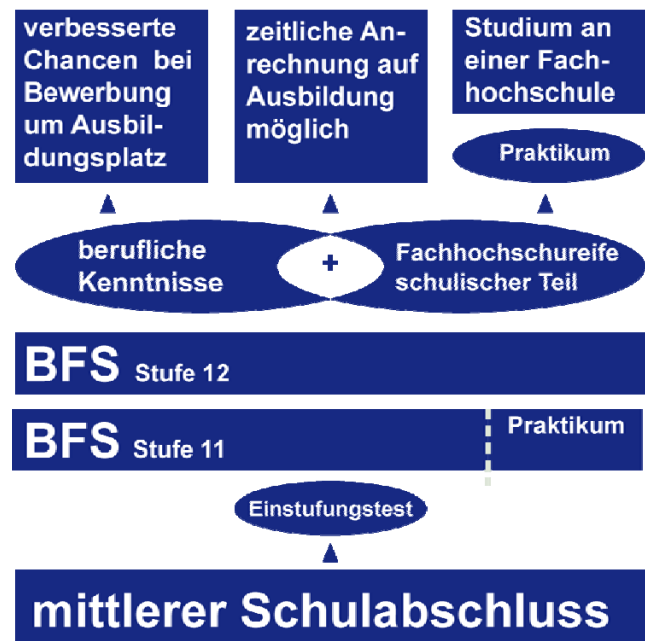 verbesserte
Chancen bei
Bewerbung
um Ausbil-
dungsplatz
zeitliche An-
rechnung auf
Ausbildung
möglich
Studium an
einer Fach-
hochschule
Praktikum
berufliche
Kenntnisse
+
Fachhochschureife
schulischer Teil
BFS Stufe 12
BFS Stufe 11
Praktikum
Einstufungstest
mittlerer Schulabschluss